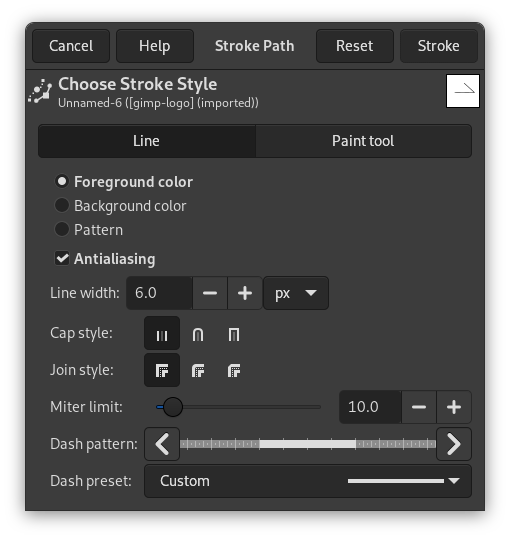 Cancel Help Stroke Path Reset Stroke
Choose Stroke Style
Unnamed-6 ([gimp-logo] (imported))
Line Paint tool
Foreground color
Background color
Pattern
Antialiasing
Line width: 6.0 px
Cap style:
Join style:
Miter limit: 10.0
Dash pattern:
Dash preset: Custom